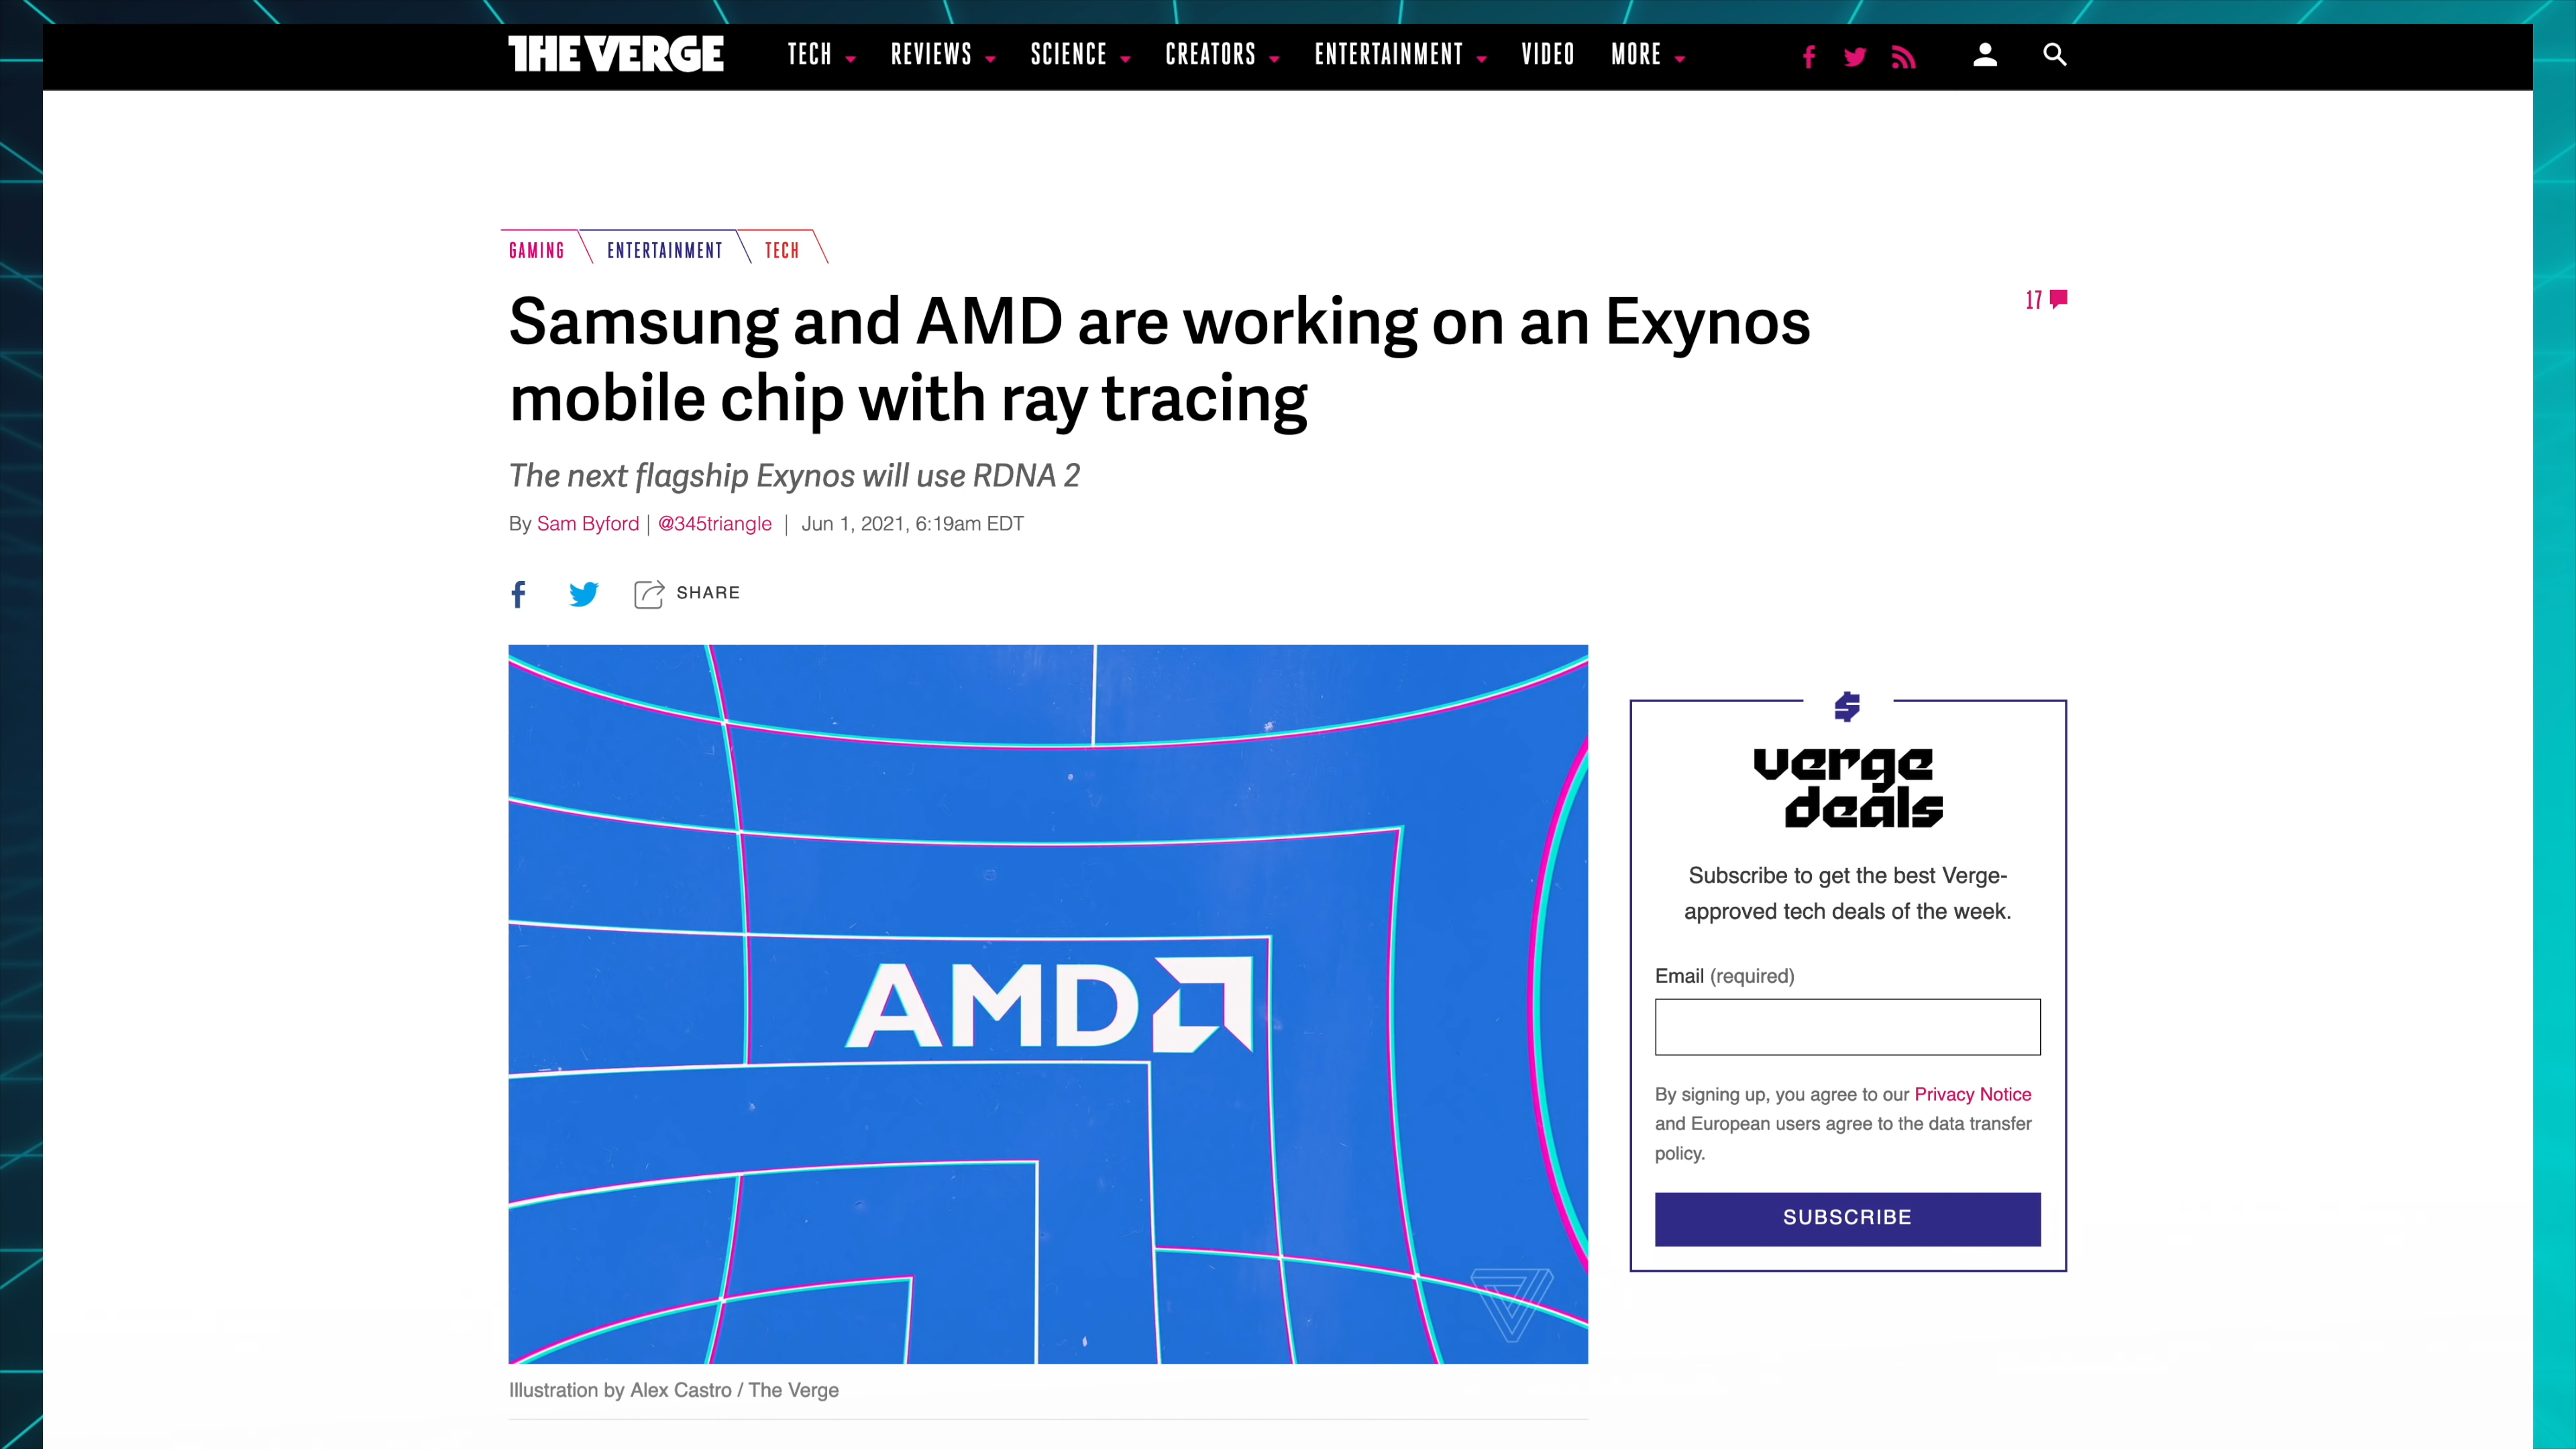 THE VERGE
TECH REVIEWS SCIENCE CREATORS ENTERTAINMENT VIDEO MORE
GAMING ENTERTAINMENT TECH
Samsung and AMD are working on an Exynos
mobile chip with ray tracing
17
The next flagship Exynos will use RDNA 2
By Sam Byford | @345triangle | Jun 1, 2021, 6:19am EDT
SHARE
AMD
Illustration by Alex Castro / The Verge
verge
deals
Subscribe to get the best Verge-
approved tech deals of the week.
Email (required)
By signing up, you agree to our Privacy Notice
and European users agree to the data transfer
policy.
SUBSCRIBE